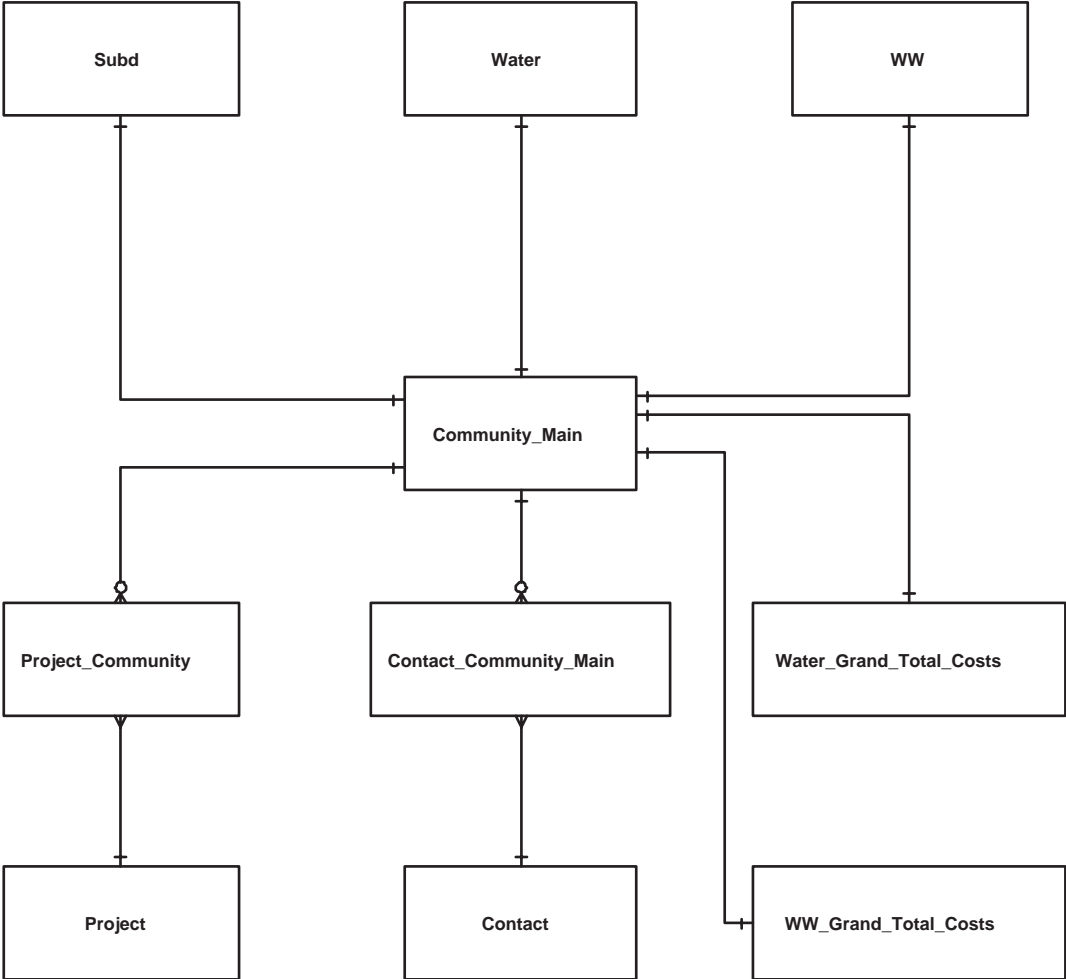 Subd
Water
WW
Community_Main
Project_Community
Contact_Community_Main
Water_Grand_Total_Costs
Project
Contact
WW_Grand_Total_Costs